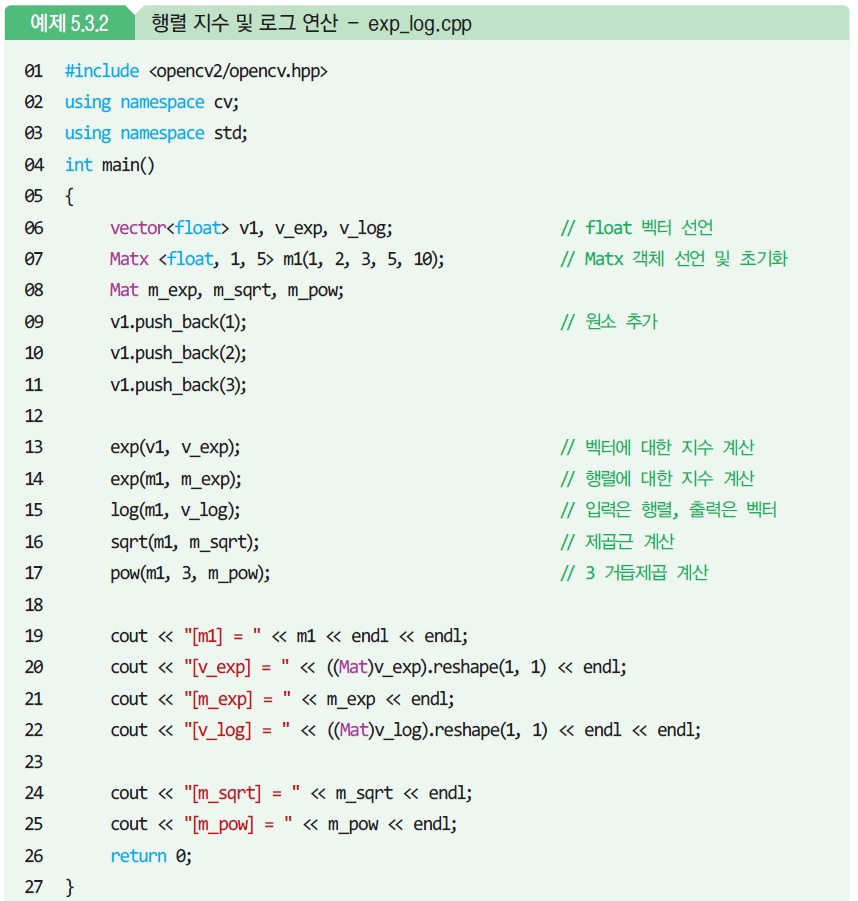 예제 5.3.2 행렬 지수 및 로그 연산 - exp_log.cpp
01 #include <opencv2/opencv.hpp>
02 using namespace cv;
03 using namespace std;
04 int main()
05 {
06 vector<float> v1, v_exp, v_log; // float 벡터 선언
07 Matx <float, 1, 5> m1(1, 2, 3, 5, 10); // Matx 객체 선언 및 초기화
08 Mat m_exp, m_sqrt, m_pow;
09 v1.push_back(1); // 원소 추가
10 v1.push_back(2);
11 v1.push_back(3);
12
13 exp(v1, v_exp); // 벡터에 대한 지수 계산
14 exp(m1, m_exp); // 행렬에 대한 지수 계산
15 log(m1, v_log); // 입력은 행렬, 출력은 벡터
16 sqrt(m1, m_sqrt); // 제곱근 계산
17 pow(m1, 3, m_pow); // 3 거듭제곱 계산
18
19 cout << "[m1] = " << m1 << endl << endl;
20 cout << "[v_exp] = " << ((Mat)v_exp).reshape(1, 1) << endl;
21 cout << "[m_exp] = " << m_exp << endl;
22 cout << "[v_log] = " << ((Mat)v_log).reshape(1, 1) << endl << endl;
23
24 cout << "[m_sqrt] = " << m_sqrt << endl;
25 cout << "[m_pow] = " << m_pow << endl;
26 return 0;
27 }